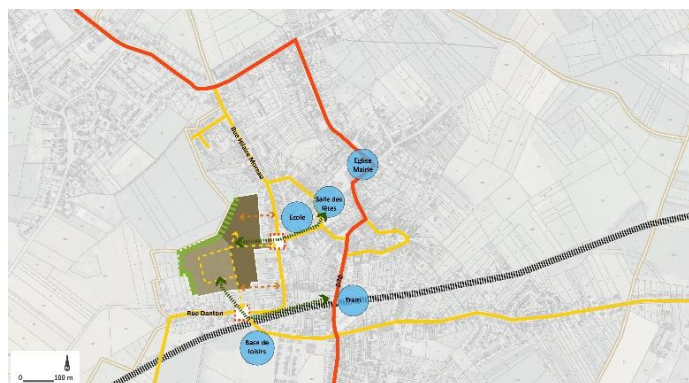 Rue Hilaire Moreau
Eglise
Mairie
Salle des
fêtes
Ecole
Tram
Rue Danton
Base de
loisirs
0
100 m